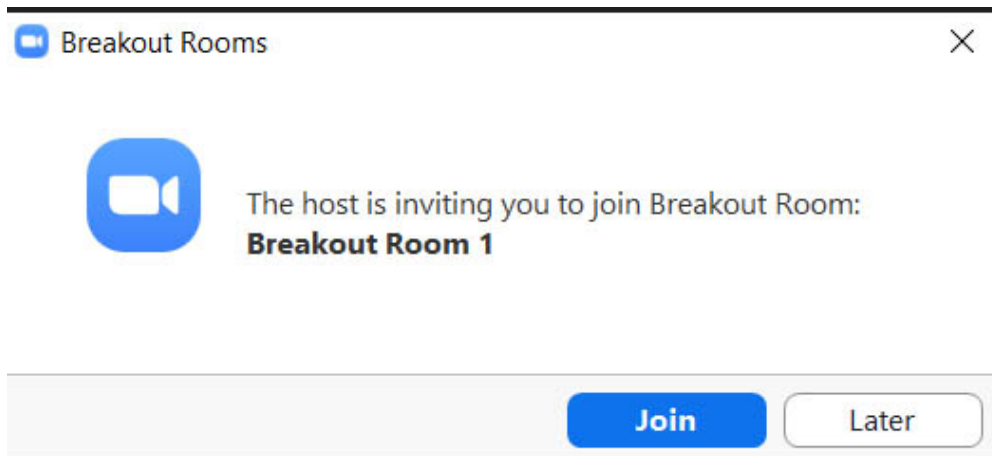 Breakout Rooms
The host is inviting you to join Breakout Room:
Breakout Room 1
Join
Later